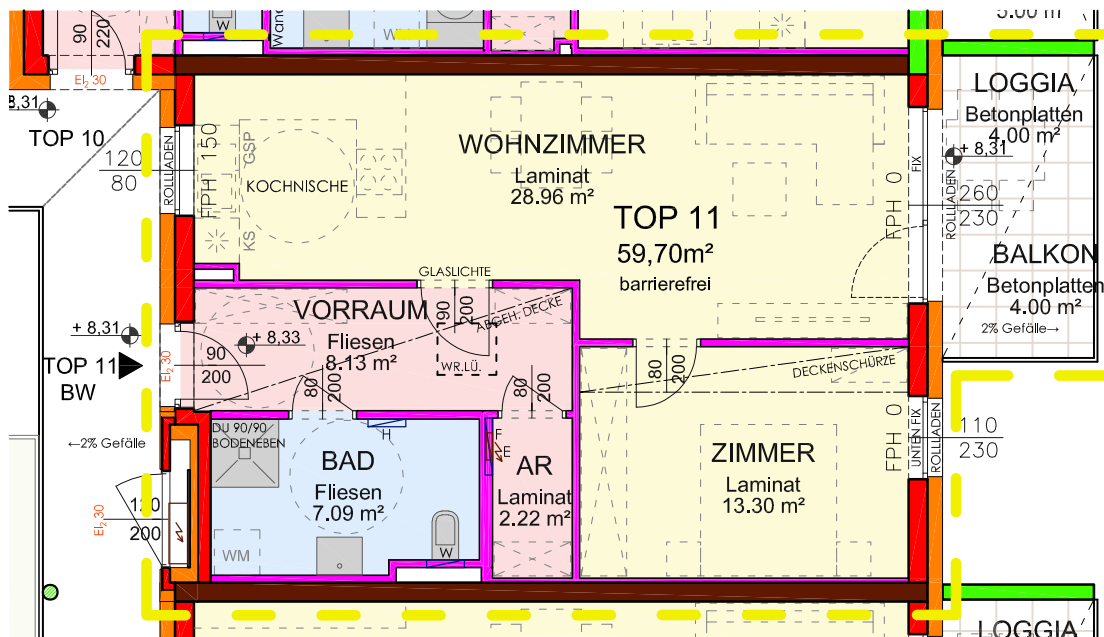 90
220
EI₂ 30
W
Wand
W
5.00 m
8,31
TOP 10
120
80
ROLLLADEN
FPH 150
GSP
KOCHNISCHE
KS
WOHNZIMMER
Laminat
28.96 m²
TOP 11
59,70m²
barrierefrei
FPH 0
FIX
ROLLLADEN
260
230
LOGGIA
Betonplatten
4.00 m²
+ 8,31
BALKON
Betonplatten
4.00 m²
2% Gefälle→
GLASLICHTE
VORRAUM
Fliesen
8.13 m²
+ 8,33
90
200
ABGEH. DECKE
WR.LÜ.
+ 8,31
TOP 11
BW
EI₂ 30
90
200
80
200
80
200
80
200
DECKENSCHÜRZE
←2% Gefälle
DU 90/90
BODENEBEN
H
F
E
BAD
Fliesen
7.09 m²
WM
W
AR
Laminat
2.22 m²
ZIMMER
Laminat
13.30 m²
FPH 0
UNTEN FIX
ROLLLADEN
110
230
EI₂ 30
120
200
LOGGIA